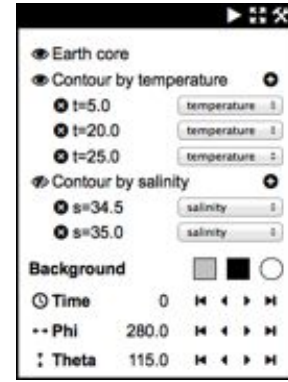 Earth core
Contour by temperature
t=5.0 temperature
t=20.0 temperature
t=25.0 temperature
Contour by salinity
s=34.5 salinity
s=35.0 salinity
Background
Time 0
Phi 280.0
Theta 115.0